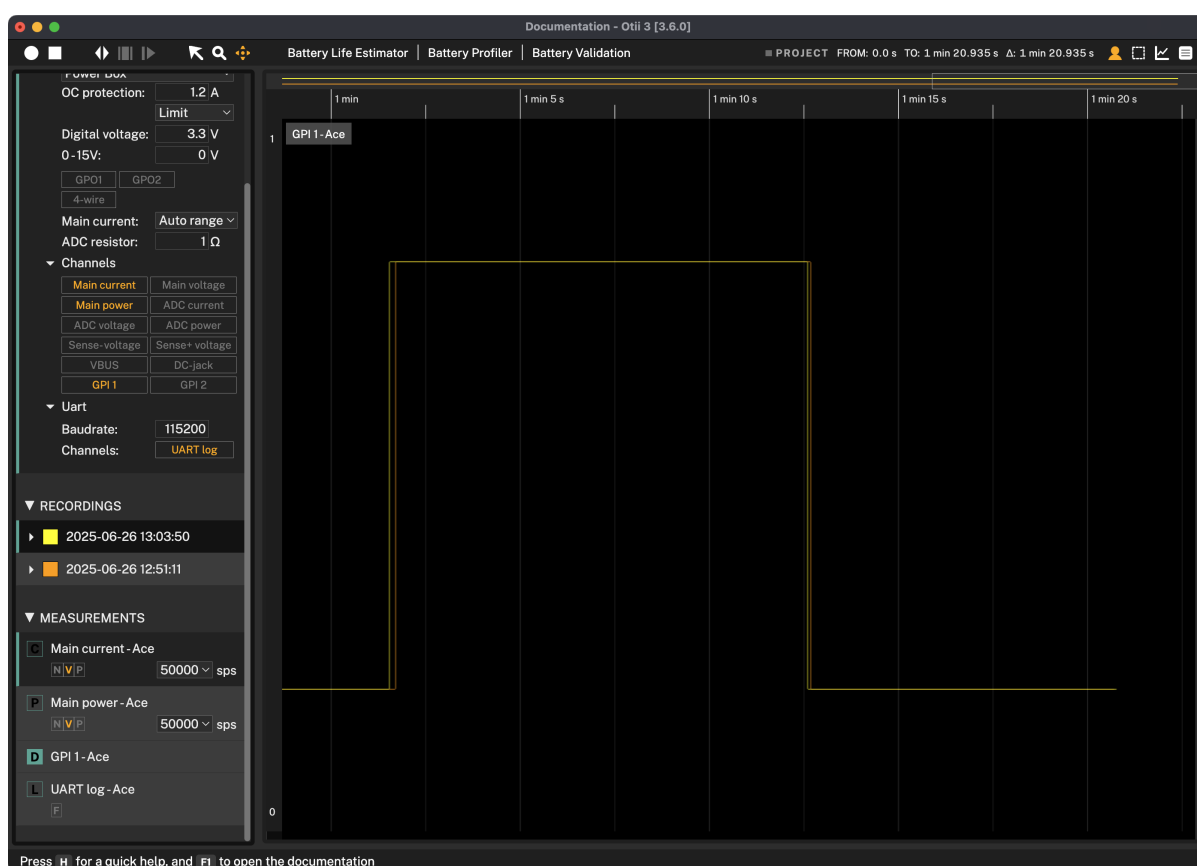 Documentation - Otii 3 [3.6.0]
Battery Life Estimator | Battery Profiler | Battery Validation
PROJECT FROM: 0.0 s TO: 1 min 20.935 s Δ: 1 min 20.935 s
Power Box
OC protection: 1.2 A
Limit
Digital voltage: 3.3 V
0-15V: 0 V
GPO1 GPO2
4-wire
Main current: Auto range
ADC resistor: 1 Ω
Channels
Main current Main voltage
Main power ADC current
ADC voltage ADC power
Sense-voltage Sense+ voltage
VBUS DC-jack
GPI 1 GPI 2
Uart
Baudrate: 115200
Channels: UART log
RECORDINGS
2025-06-26 13:03:50
2025-06-26 12:51:11
MEASUREMENTS
C Main current - Ace
N V P 50000 sps
P Main power - Ace
N V P 50000 sps
D GPI 1 - Ace
L UART log - Ace
F
1 min 1 min 5 s 1 min 10 s 1 min 15 s 1 min 20 s
1
GPI 1 - Ace
0
Press H for a quick help, and F1 to open the documentation